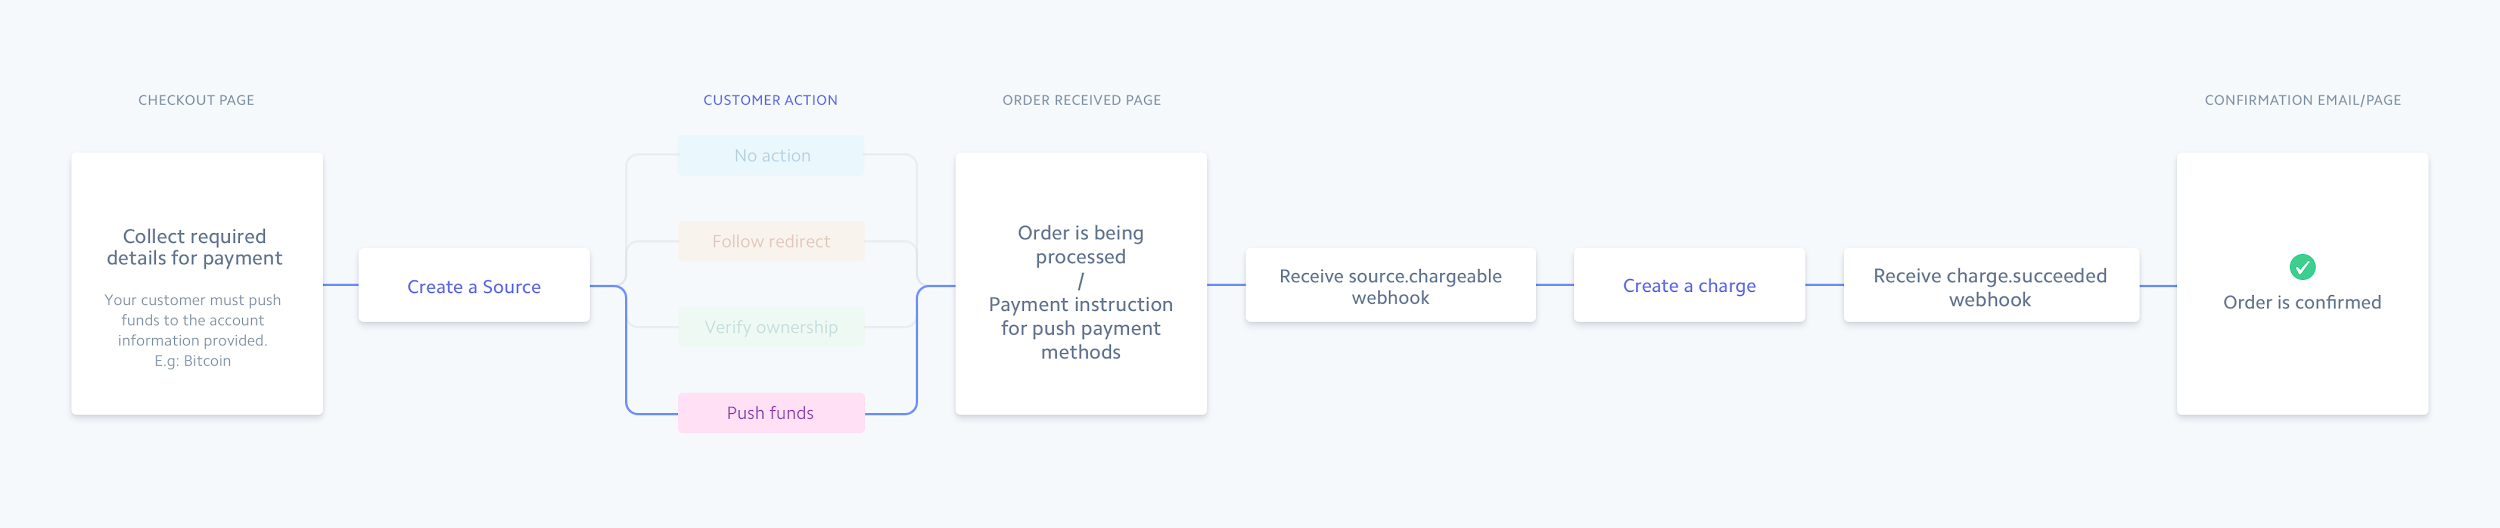 CHECKOUT PAGE
CUSTOMER ACTION
ORDER RECEIVED PAGE
CONFIRMATION EMAIL/PAGE
Collect required
details for payment
Your customer must push
funds to the account
information provided.
E.g: Bitcoin
Create a Source
No action
Follow redirect
Verify ownership
Push funds
Order is being
processed
/
Payment instruction
for push payment
methods
Receive source.chargeable
webhook
Create a charge
Receive charge.succeeded
webhook
Order is confirmed